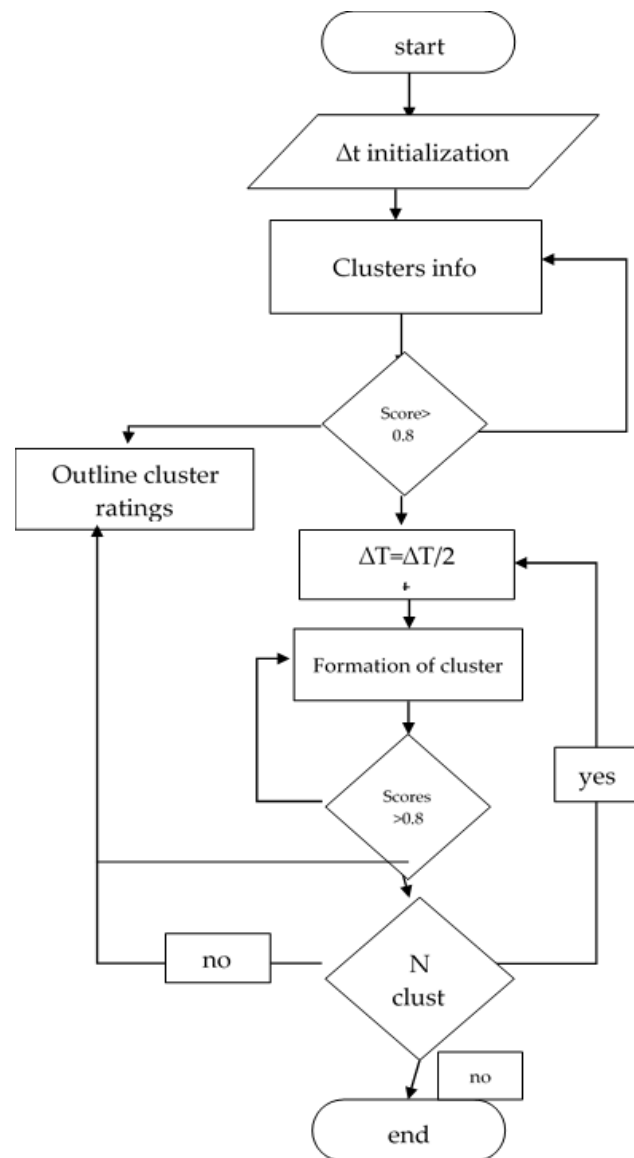 start
Δt initialization
Clusters info
Score>
0.8
Outline cluster
ratings
ΔT=ΔT/2
Formation of cluster
yes
Scores
>0.8
no
N
clust
no
end